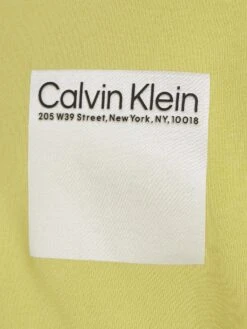 Calvin Klein
205 W39 Street, New York, NY, 10018